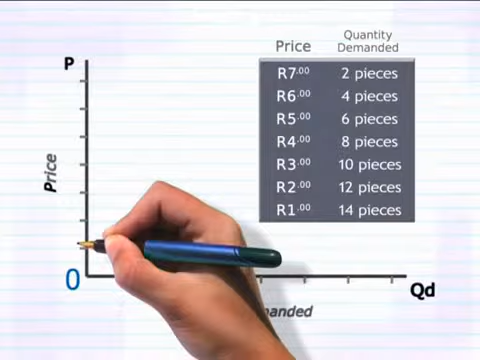 Price Quantity Demanded
P
R7.00 2 pieces
R6.00 4 pieces
R5.00 6 pieces
R4.00 8 pieces
R3.00 10 pieces
R2.00 12 pieces
R1.00 14 pieces
Price
0
Qd